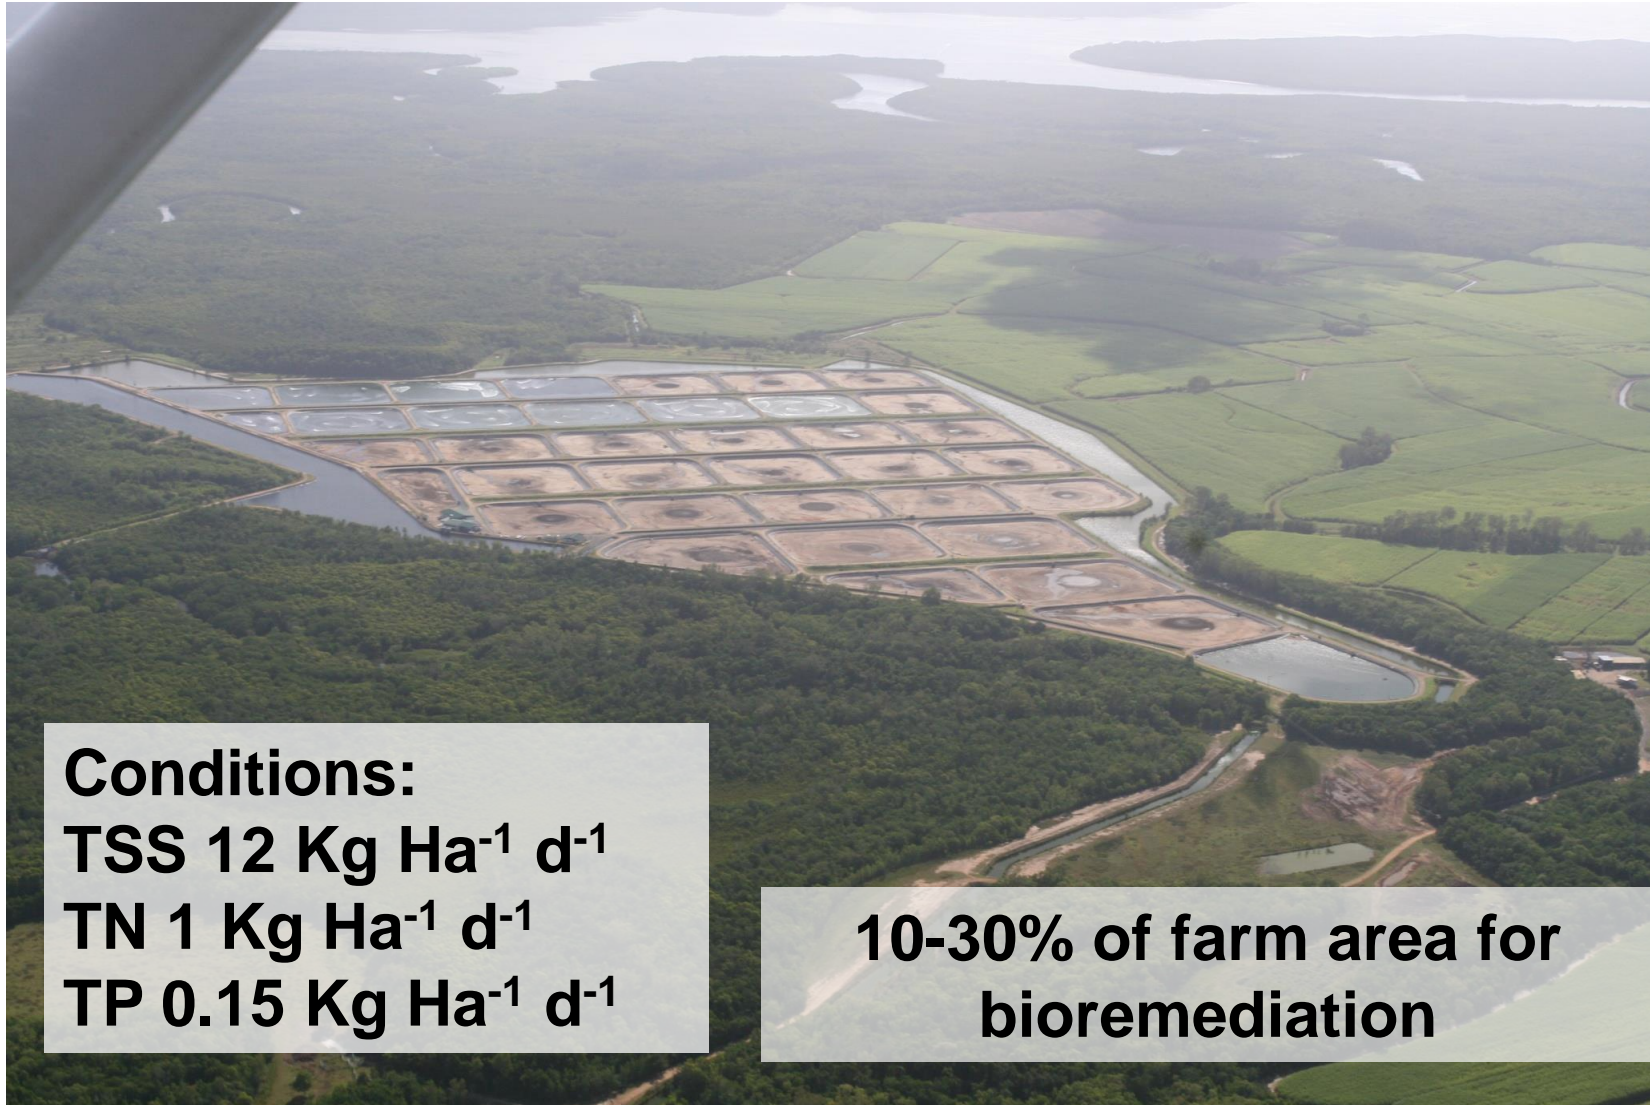 Conditions:
TSS 12 Kg Ha⁻¹ d⁻¹
TN 1 Kg Ha⁻¹ d⁻¹
TP 0.15 Kg Ha⁻¹ d⁻¹
10-30% of farm area for
bioremediation